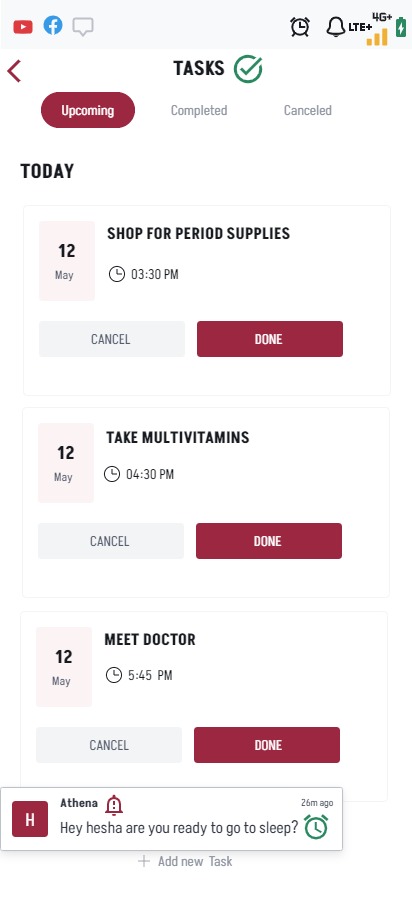 4G+
LTE+
TASKS
Upcoming Completed Canceled
TODAY
12
May
SHOP FOR PERIOD SUPPLIES
03:30 PM
CANCEL DONE
12
May
TAKE MULTIVITAMINS
04:30 PM
CANCEL DONE
12
May
MEET DOCTOR
5:45 PM
CANCEL DONE
H
Athena 26m ago
Hey hesha are you ready to go to sleep?
+ Add new Task